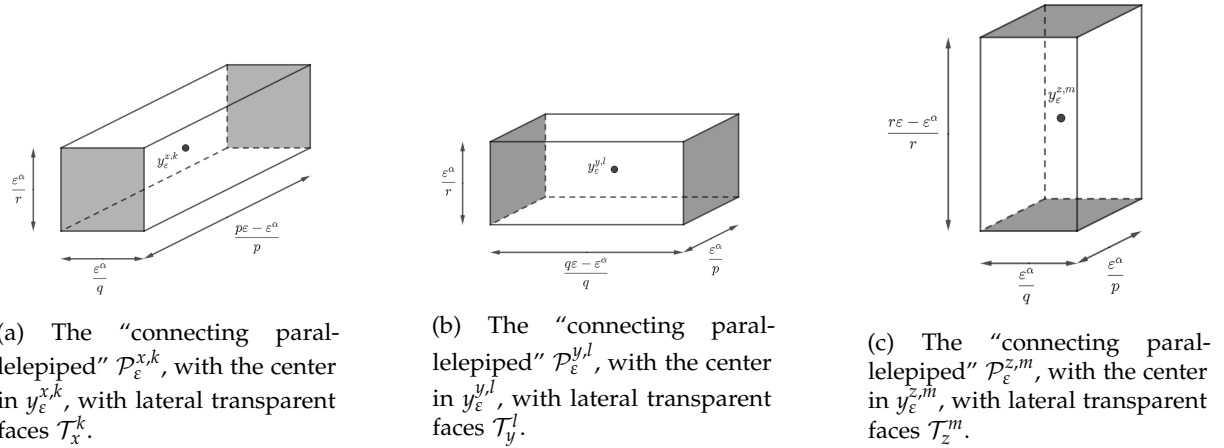 y_ε^{x,k}
ε^α/r
ε^α/q
pε − ε^α/p
(a) The “connecting paral-
lelepiped” P_ε^{x,k}, with the center
in y_ε^{x,k}, with lateral transparent
faces T_x^k.
y_ε^{y,l}
ε^α/r
qε − ε^α/q
ε^α/p
(b) The “connecting paral-
lelepiped” P_ε^{y,l}, with the center
in y_ε^{y,l}, with lateral transparent
faces T_y^l.
y_ε^{z,m}
rε − ε^α/r
ε^α/q
ε^α/p
(c) The “connecting paral-
lelepiped” P_ε^{z,m}, with the center
in y_ε^{z,m}, with lateral transparent
faces T_z^m.